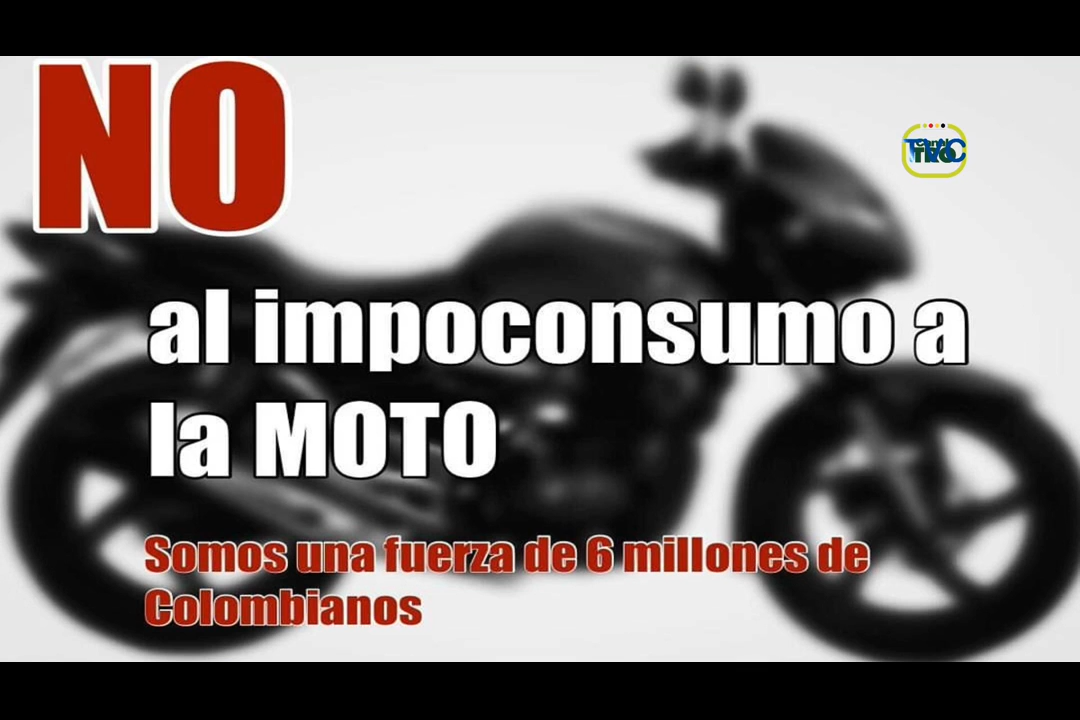 NO
al impoconsumo a
la MOTO
Somos una fuerza de 6 millones de
Colombianos